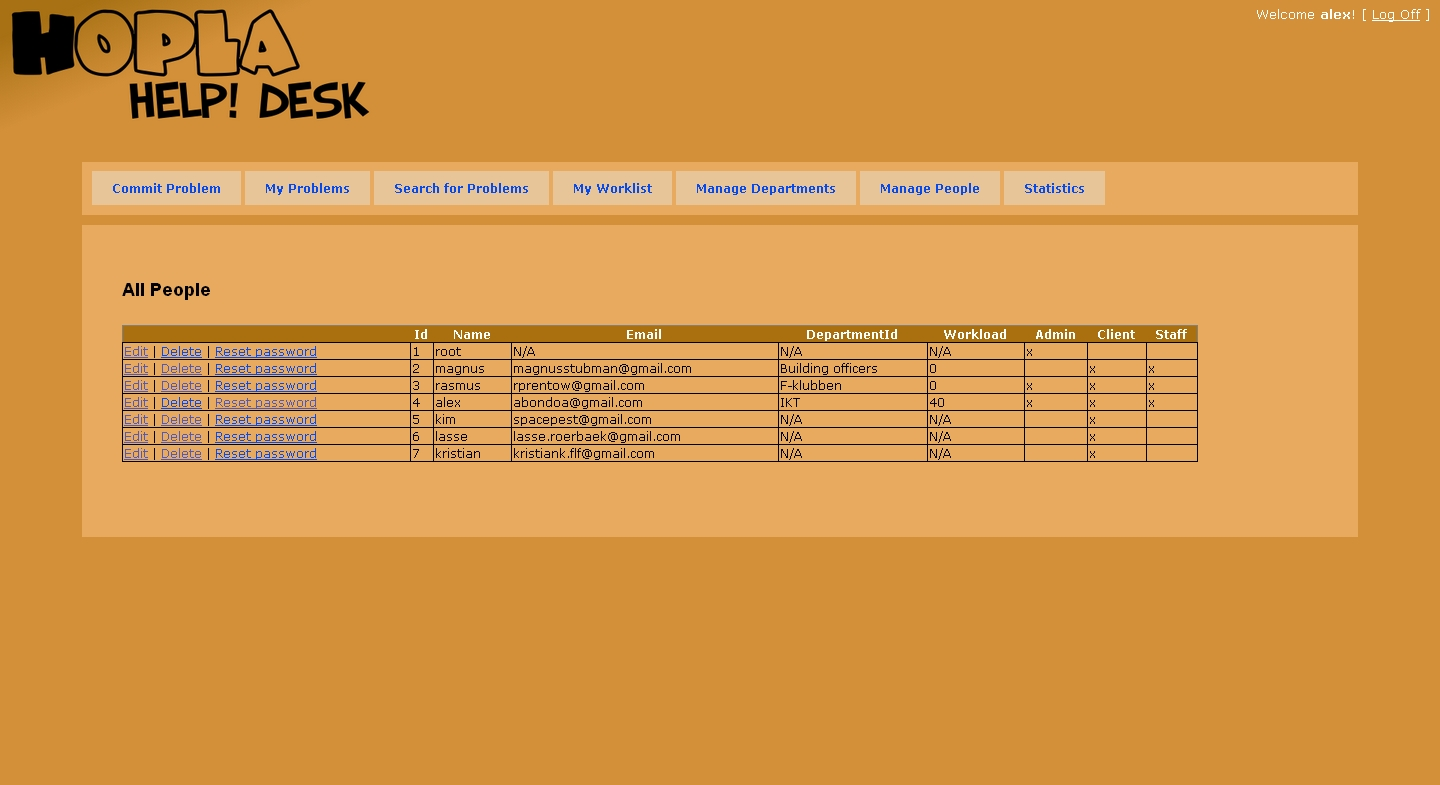 HOPLA
HELP! DESK
Welcome alex! [ Log Off ]
Commit Problem My Problems Search for Problems My Worklist Manage Departments Manage People Statistics
All People
Id Name Email DepartmentId Workload Admin Client Staff
Edit | Delete | Reset password 1 root N/A N/A N/A x
Edit | Delete | Reset password 2 magnus magnusstubman@gmail.com Building officers 0 x x
Edit | Delete | Reset password 3 rasmus rprentow@gmail.com F-klubben 0 x x x
Edit | Delete | Reset password 4 alex abondoa@gmail.com IKT 40 x x x
Edit | Delete | Reset password 5 kim spacepest@gmail.com N/A N/A x
Edit | Delete | Reset password 6 lasse lasse.roerbaek@gmail.com N/A N/A x
Edit | Delete | Reset password 7 kristian kristiank.flf@gmail.com N/A N/A x